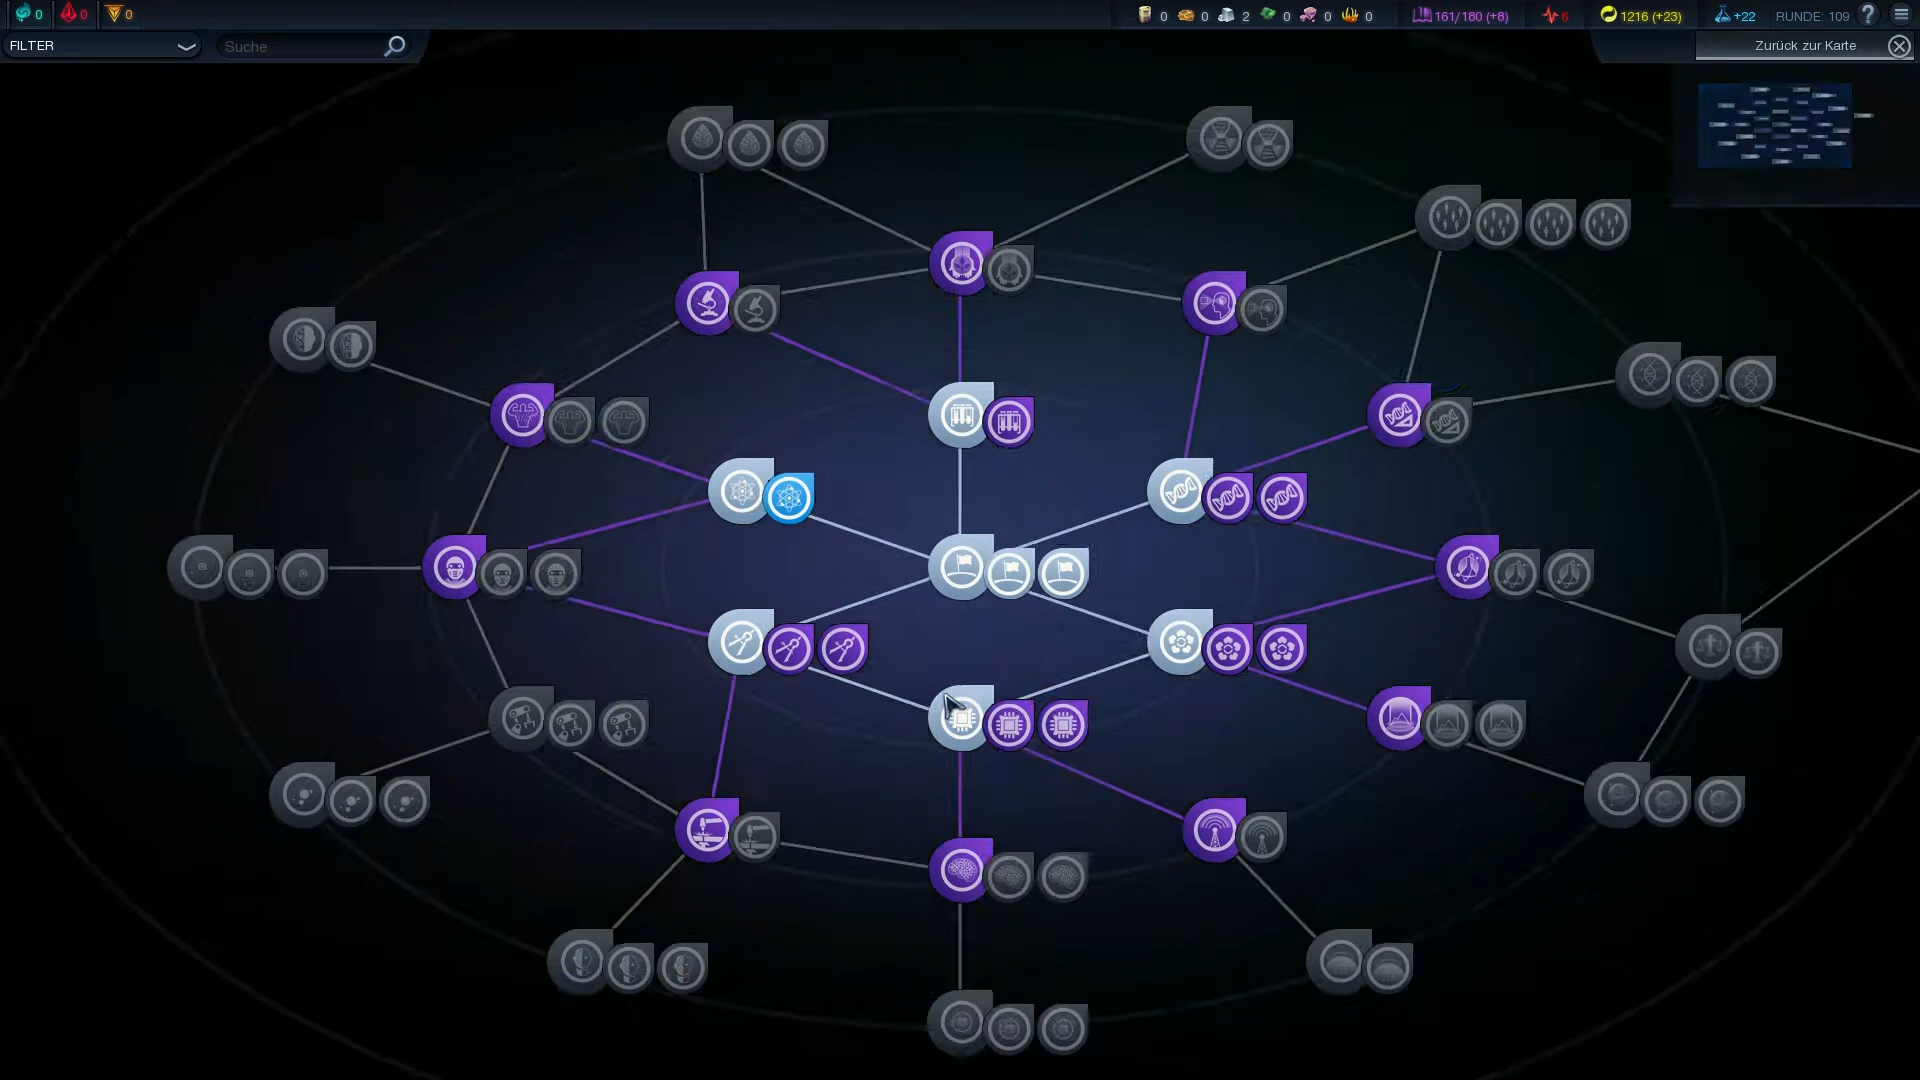 0 0 0 0 0 2 0 0 0 161/180 (+8) 6 1216 (+23) +22 RUNDE: 109 ?
FILTER Suche Zurück zur Karte